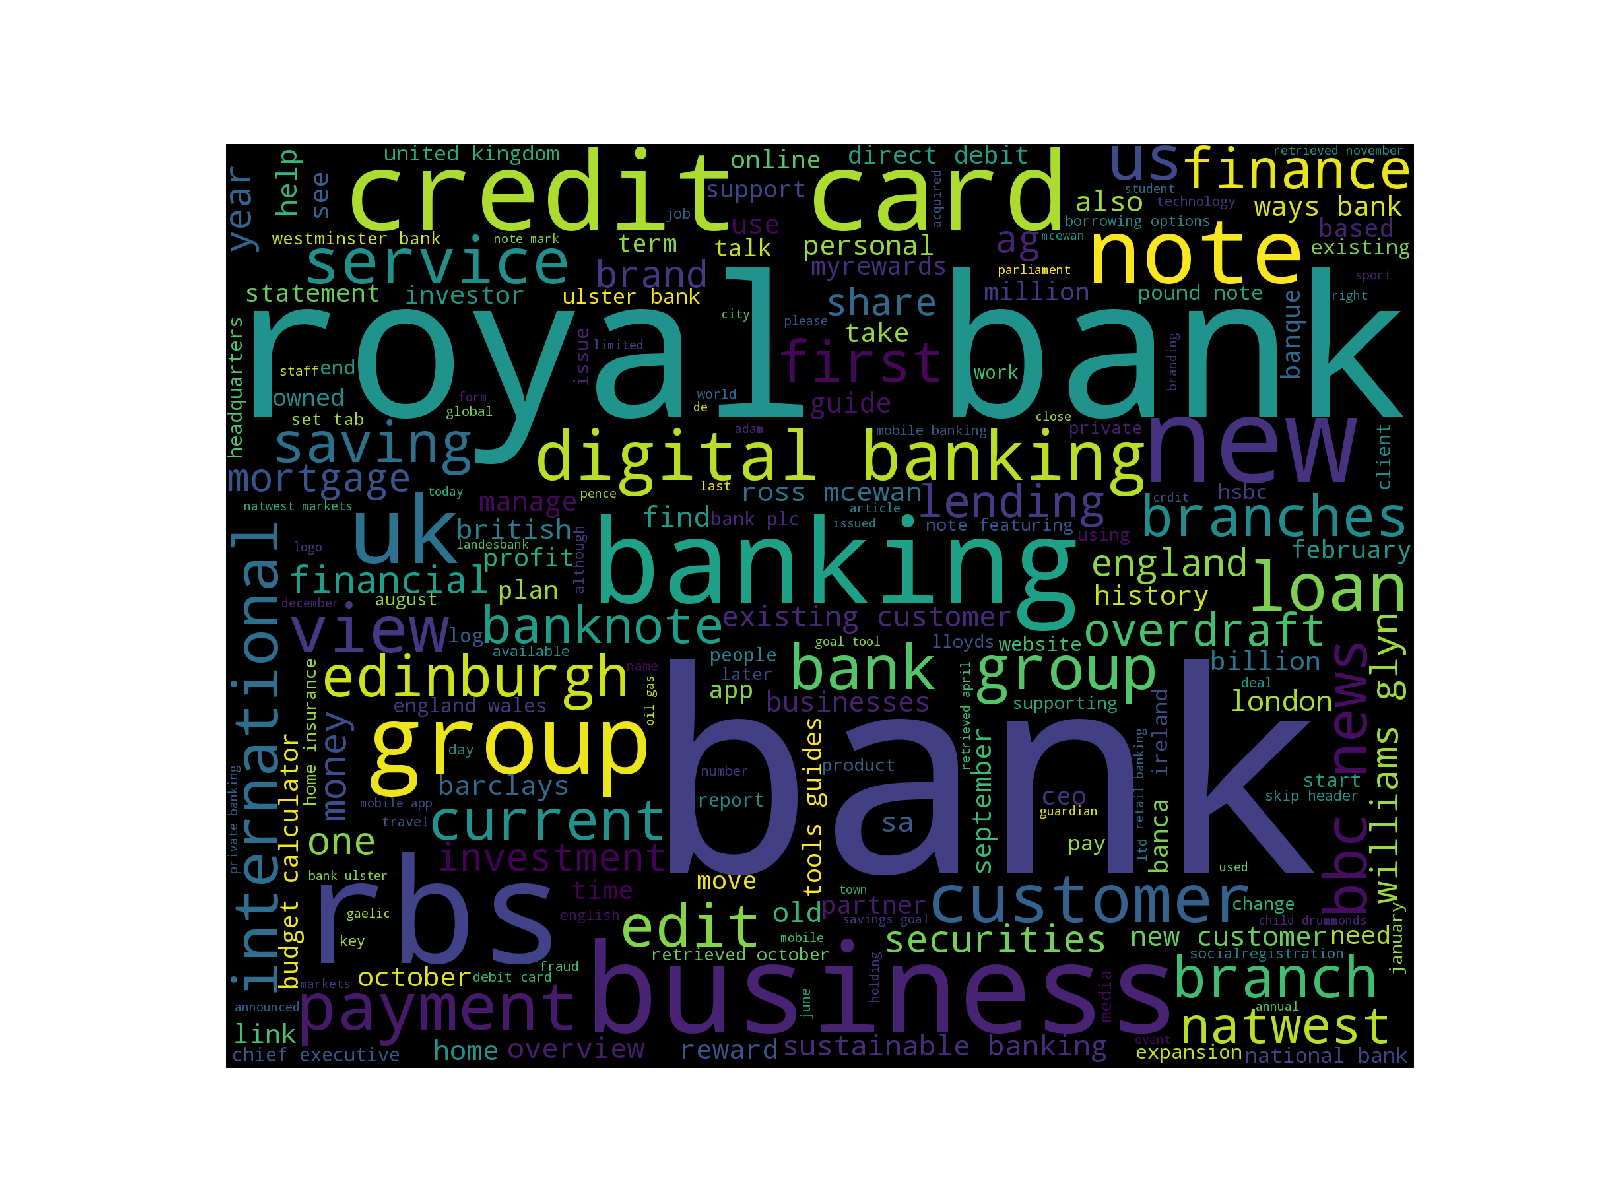 united kingdom
online
direct debit
retrieved november
year
help
see
credit card
us
finance
support
acquired
student
technology
ways bank
also
job
use
borrowing options
based
westminster bank
note mark
term
talk
personal
ag
mcewan
note
existing
service
brand
myrewards
parliament
sport
statement
investor
ulster bank
share
million
pound note
right
royal bank
city
please
take
banque
headquarters
issue
limited
first
branding
staff
end
work
owned
form
world
guide
set tab
global
de
close
saving
adam
mobile banking
private
new
client
digital banking
mortgage
today
manage
pence
last
ross mcewan
lending
crdit
hsbc
natwest markets
article
uk
british
find
bank plc
issued
note featuring
using
branches
logo
landesbank
although
banking
february
international
financial
profit
england
loan
plan
december
august
history
view
log
banknote
existing customer
lloyds
website
overdraft
available
goal tool
edinburgh
name
people
bank
group
billion
later
home insurance
oil gas
app
businesses
retrieved april
deal
news
williams glyn
england wales
supporting
london
group
money
day
bank
ireland
budget calculator
number
product
september
start
private banking
barclays
tools guides
ceo
ltd retail banking
skip header
mobile app
report
guardian
travel
current
sa
pay
banca
one
investment
move
used
bbc
bank ulster
rbs
time
town
customer
change
gaelic
english
edit
old
partner
savings goal
child drummonds
key
mobile
securities
new customer
need
january
retrieved october
socialregistration
october
debit card
fraud
holding
branch
markets
payment
business
media
announced
june
annual
link
natwest
chief executive
home
overview
reward
sustainable banking
event
expansion
national bank